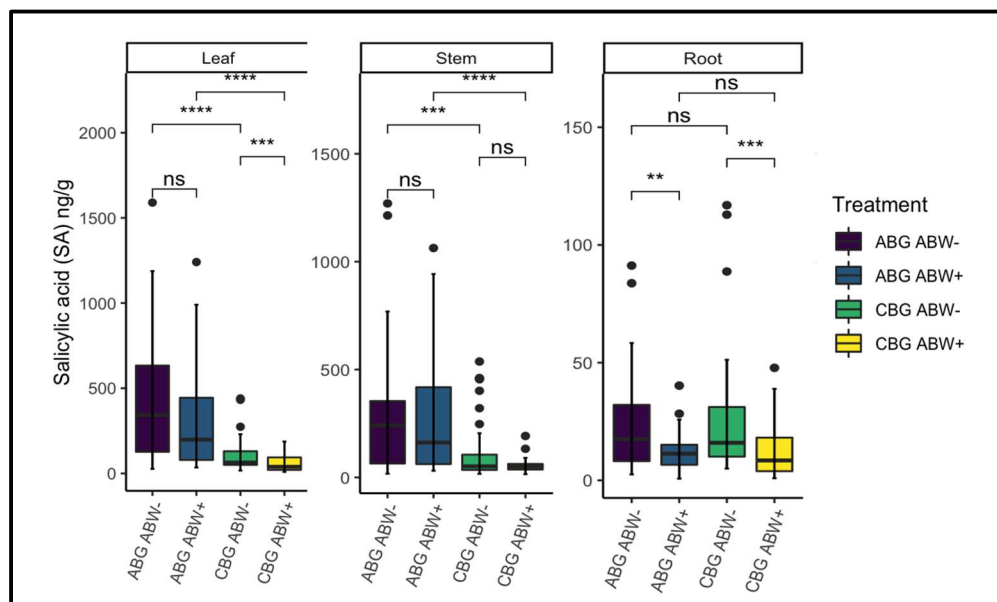 Leaf
Stem
Root
Salicylic acid (SA) ng/g
2000
1500
1000
500
0
****
****
***
ns
1500
1000
500
0
****
***
ns
ns
150
100
50
0
ns
ns
***
**
ABG ABW-
ABG ABW+
CBG ABW-
CBG ABW+
ABG ABW-
ABG ABW+
CBG ABW-
CBG ABW+
ABG ABW-
ABG ABW+
CBG ABW-
CBG ABW+
Treatment
ABG ABW-
ABG ABW+
CBG ABW-
CBG ABW+